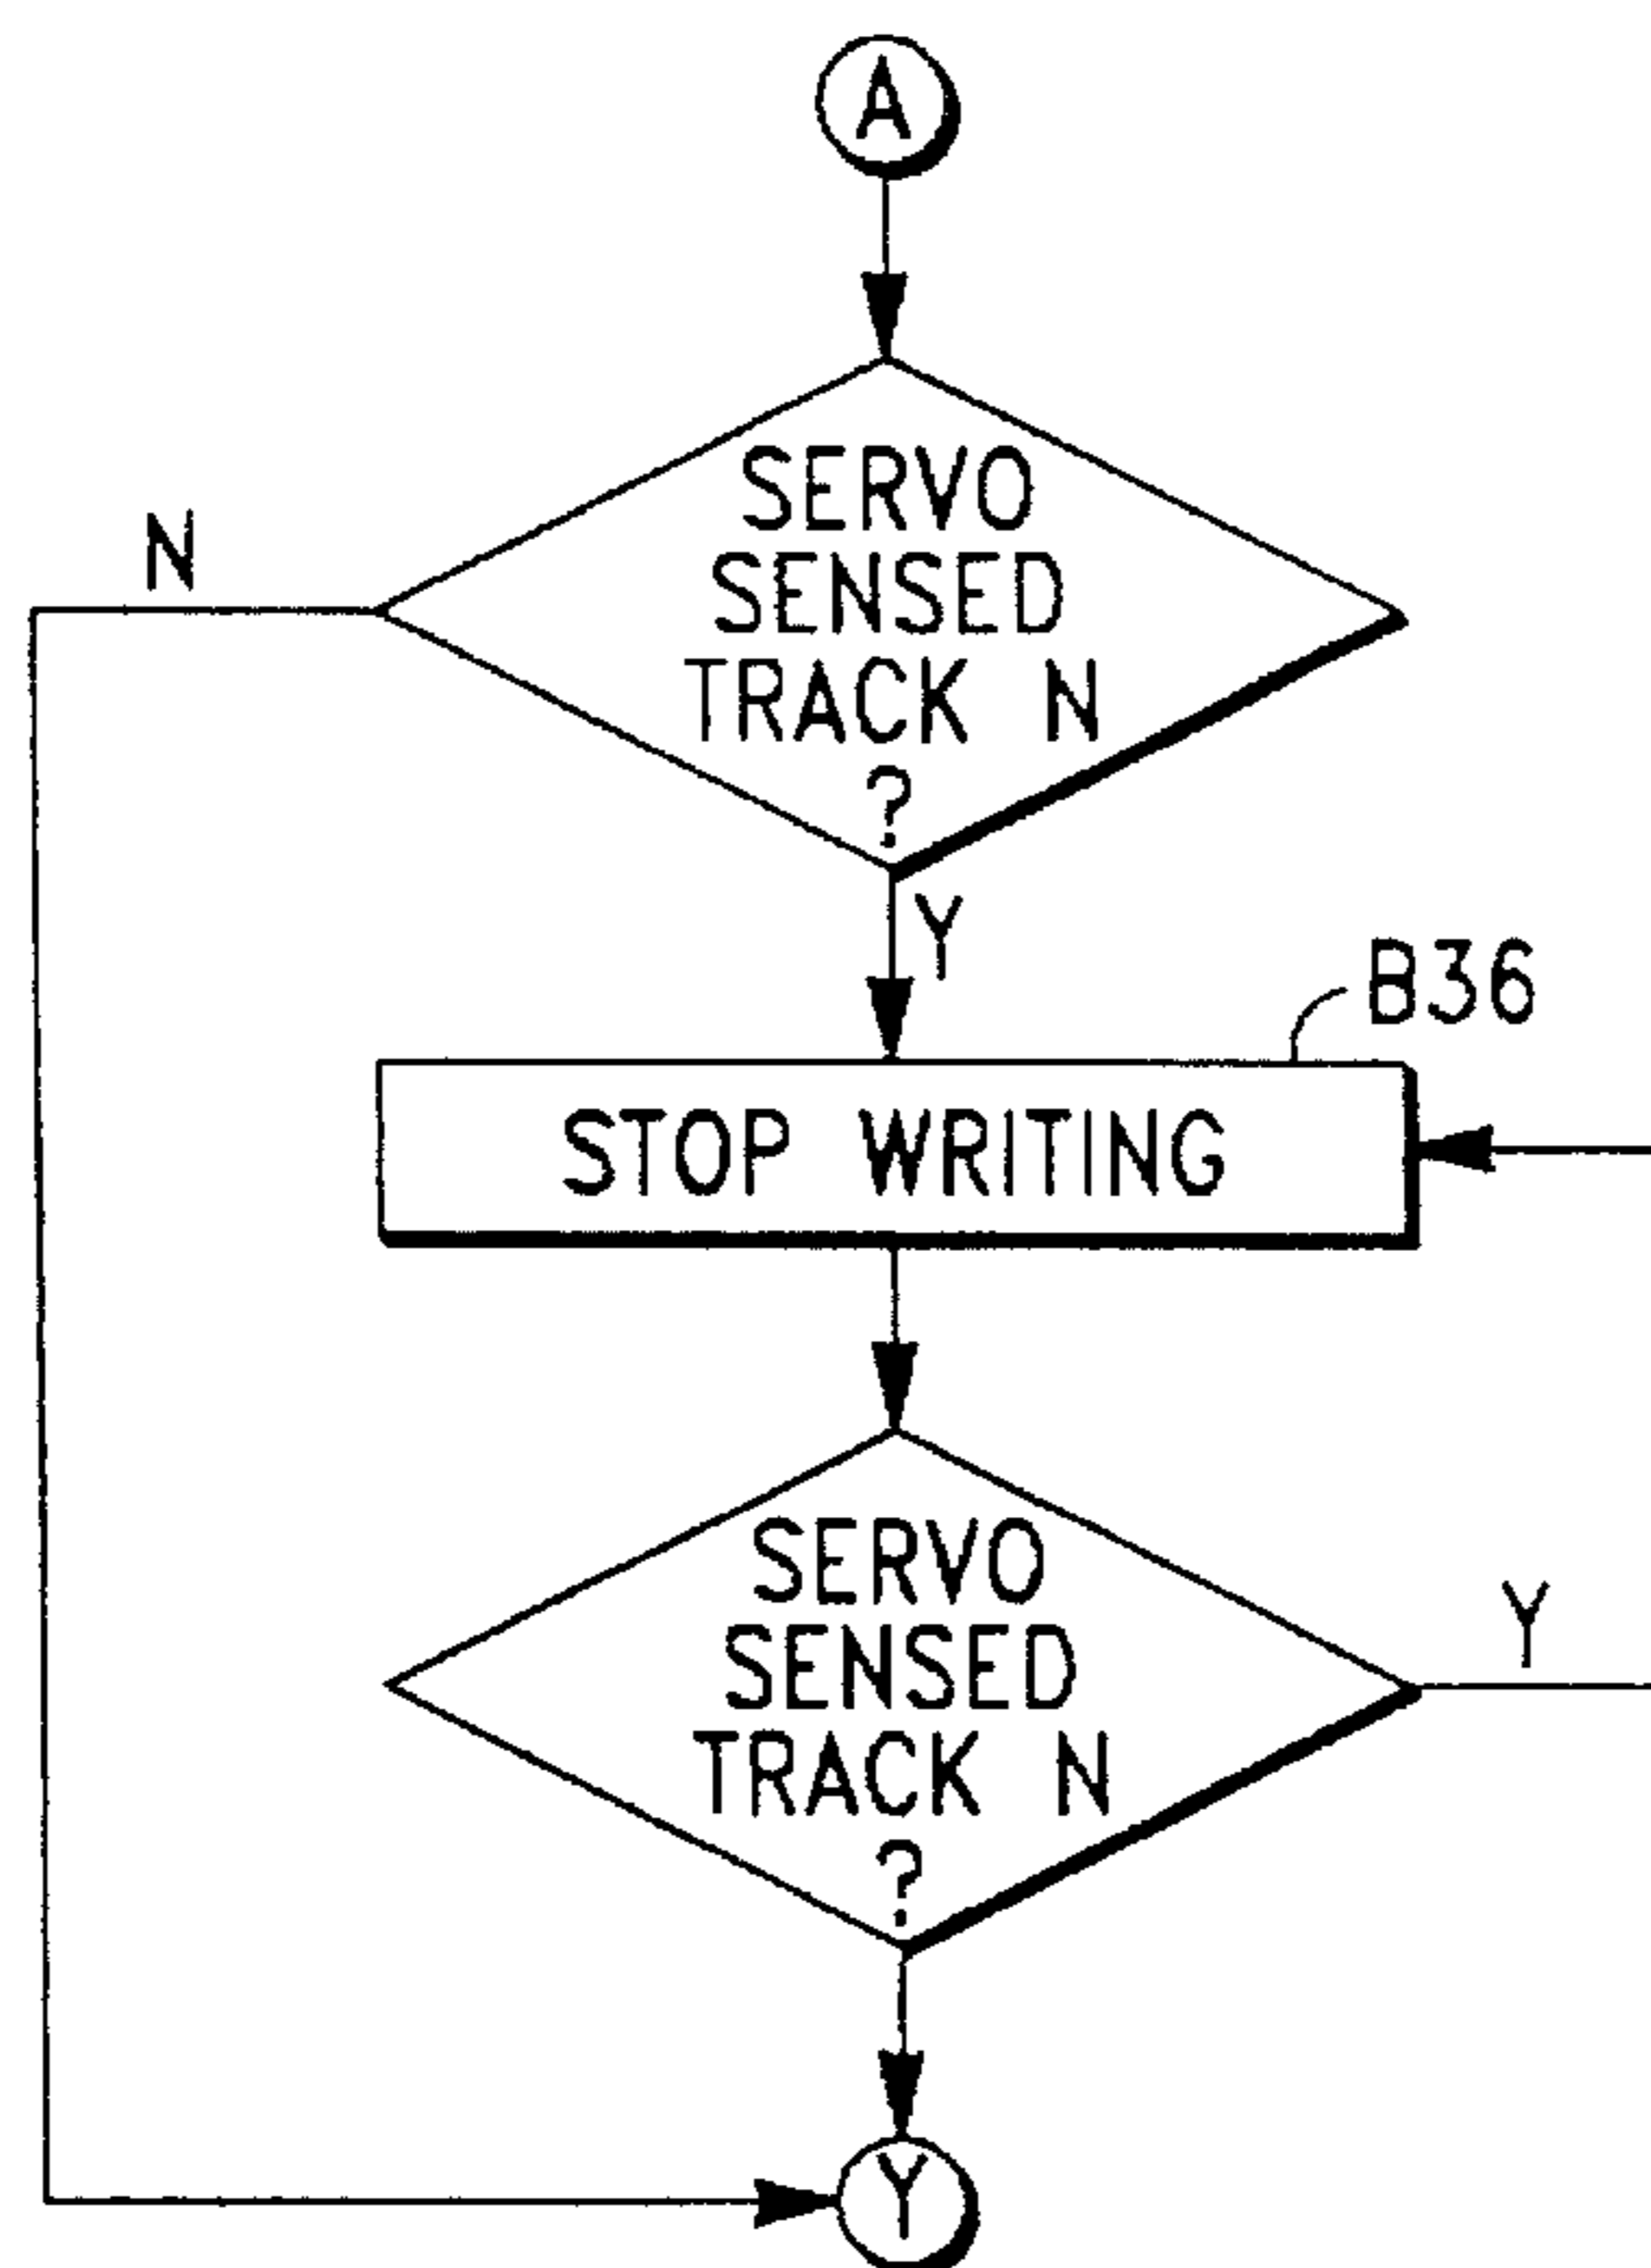 A
SERVO
SENSED
TRACK N
?
N
Y
B36
STOP WRITING
SERVO
SENSED
TRACK N
?
Y
Y